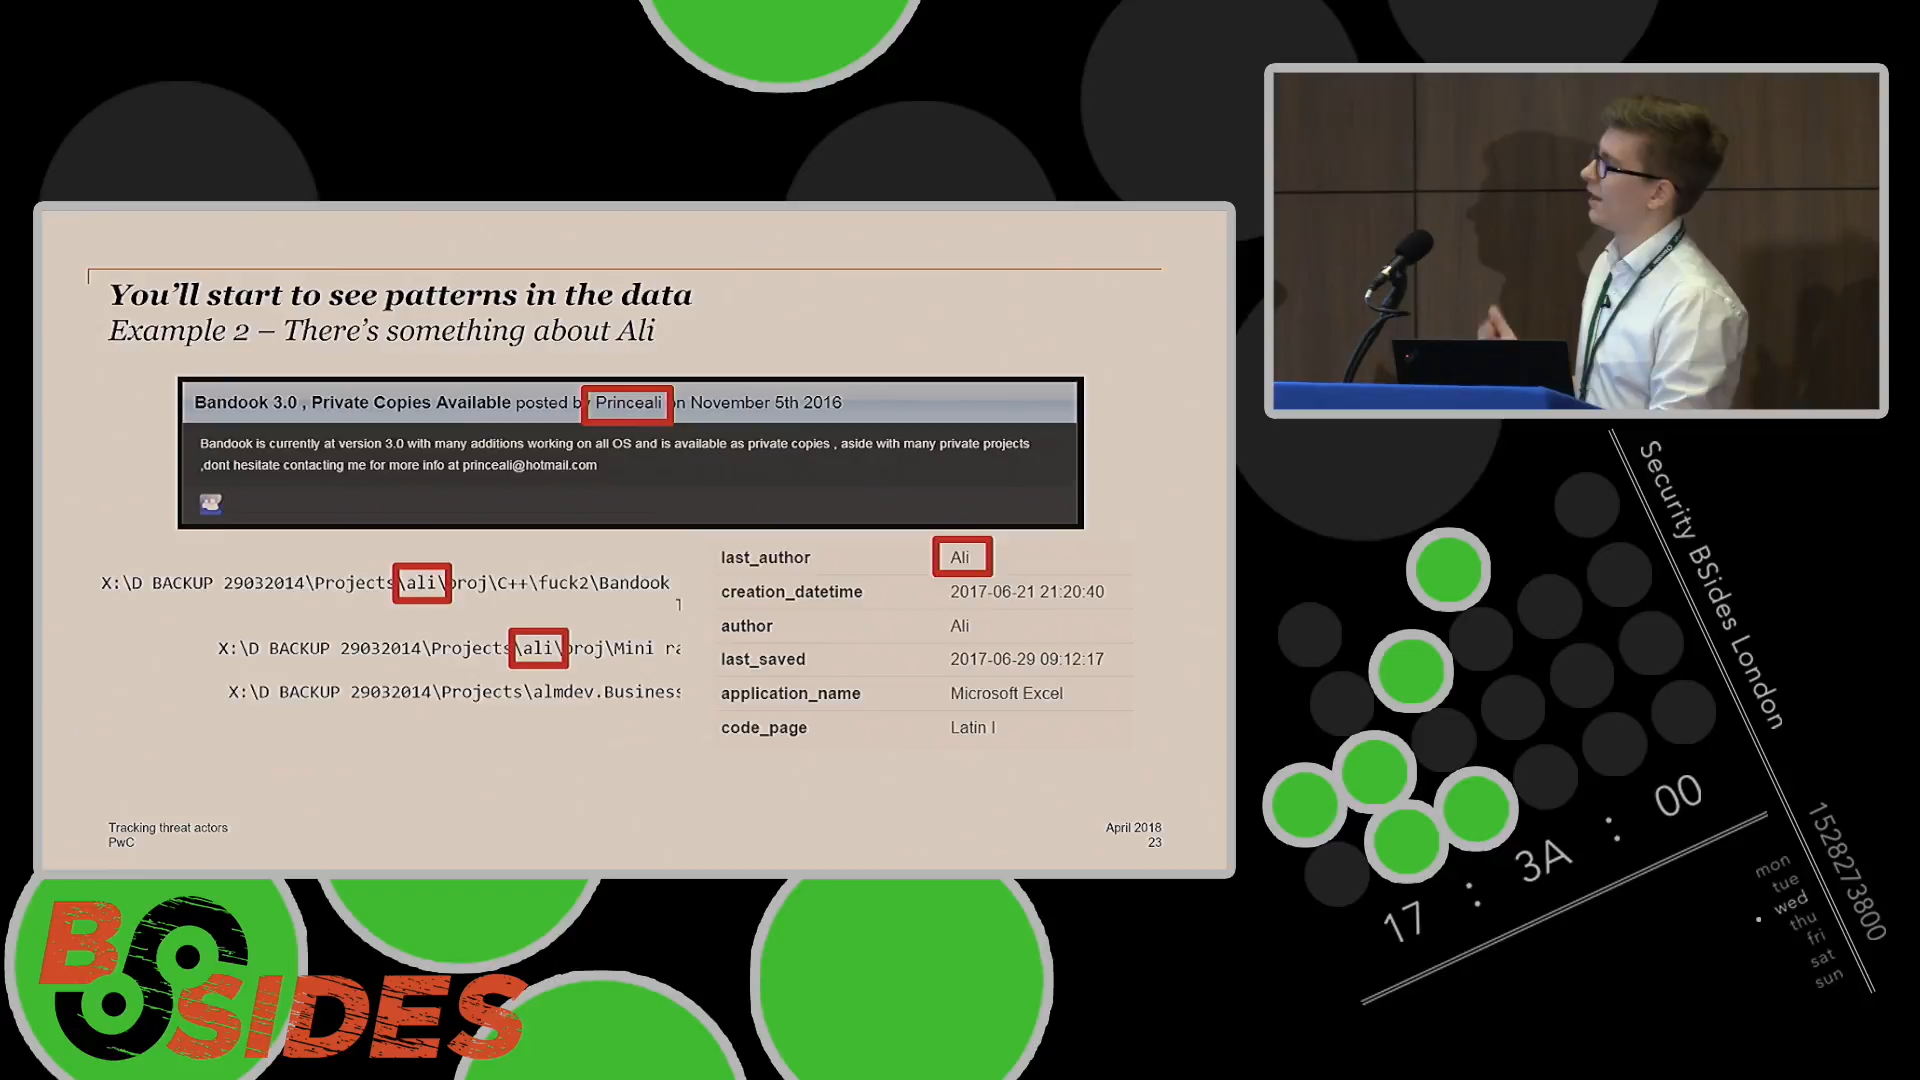 You'll start to see patterns in the data
Example 2 – There's something about Ali
Bandook 3.0 , Private Copies Available posted by Princeali on November 5th 2016
Bandook is currently at version 3.0 with many additions working on all OS and is available as private copies , aside with many private projects
,dont hesitate contacting me for more info at princeali@hotmail.com
X:\D BACKUP 29032014\Projects\ali\proj\C++\fuck2\Bandook
X:\D BACKUP 29032014\Projects\ali\proj\Mini ra
X:\D BACKUP 29032014\Projects\almdev.Business
last_author Ali
creation_datetime 2017-06-21 21:20:40
author Ali
last_saved 2017-06-29 09:12:17
application_name Microsoft Excel
code_page Latin I
Tracking threat actors
PwC
April 2018
23
Security BSides London
17 : 3A : 00
1528273800
mon
tue
wed
thu
fri
sat
sun
BSIDES